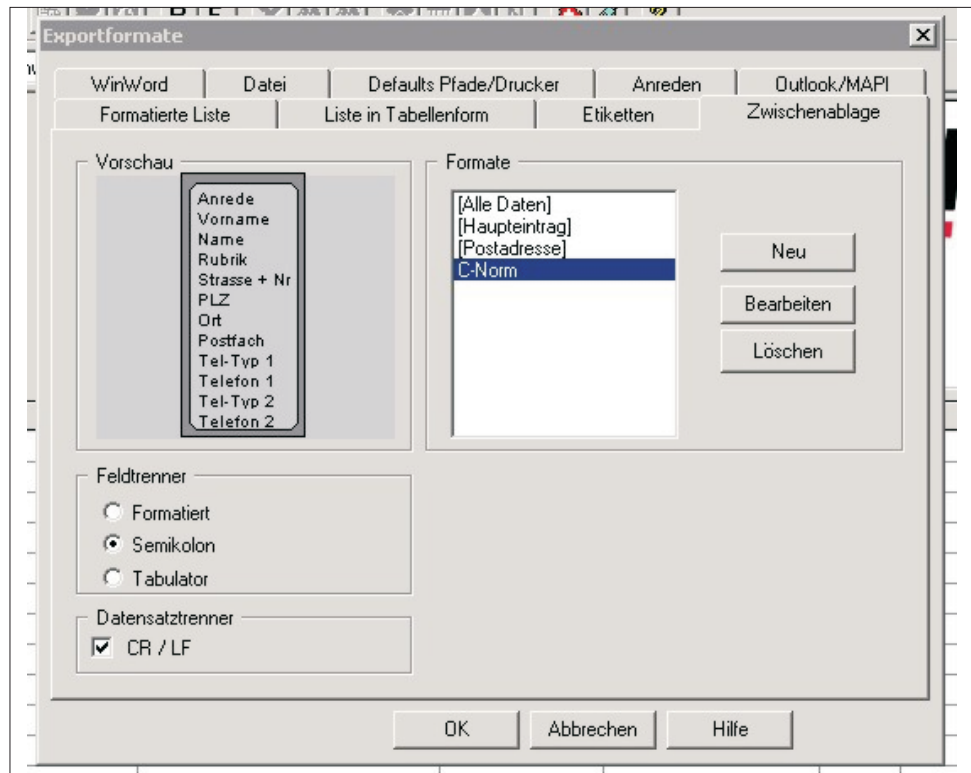 Exportformate
WinWord Datei Defaults Pfade/Drucker Anreden Outlook/MAPI
Formatierte Liste Liste in Tabellenform Etiketten Zwischenablage
Vorschau
Anrede
Vorname
Name
Rubrik
Strasse + Nr
PLZ
Ort
Postfach
Tel-Typ 1
Telefon 1
Tel-Typ 2
Telefon 2
Formate
[Alle Daten]
[Haupteintrag]
[Postadresse]
C-Norm
Neu
Bearbeiten
Löschen
Feldtrenner
Formatiert
Semikolon
Tabulator
Datensatztrenner
CR / LF
OK Abbrechen Hilfe